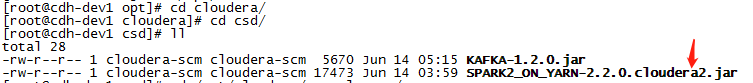 [root@cdh-dev1 opt]# cd cloudera/
[root@cdh-dev1 cloudera]# cd csd/
[root@cdh-dev1 csd]# ll
total 28
-rw-r--r-- 1 cloudera-scm cloudera-scm  5670 Jun 14 05:15 KAFKA-1.2.0.jar
-rw-r--r-- 1 cloudera-scm cloudera-scm 17473 Jun 14 03:59 SPARK2_ON_YARN-2.2.0.cloudera2.jar